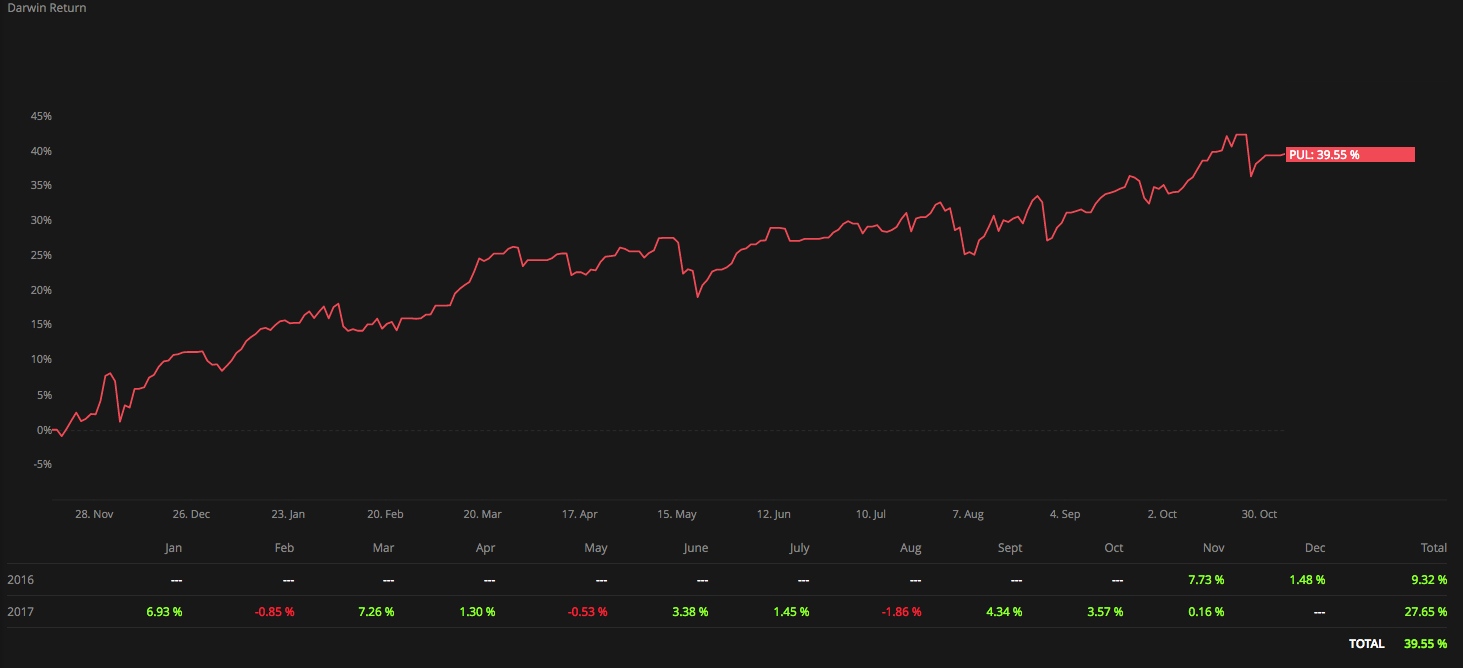 Darwin Return
45%
40%
PUL: 39.55 %
35%
30%
25%
20%
15%
10%
5%
0%
-5%
28. Nov 26. Dec 23. Jan 20. Feb 20. Mar 17. Apr 15. May 12. Jun 10. Jul 7. Aug 4. Sep 2. Oct 30. Oct
Jan Feb Mar Apr May June July Aug Sept Oct Nov Dec Total
2016 --- --- --- --- --- --- --- --- --- --- 7.73 % 1.48 % 9.32 %
2017 6.93 % -0.85 % 7.26 % 1.30 % -0.53 % 3.38 % 1.45 % -1.86 % 4.34 % 3.57 % 0.16 % --- 27.65 %
TOTAL 39.55 %